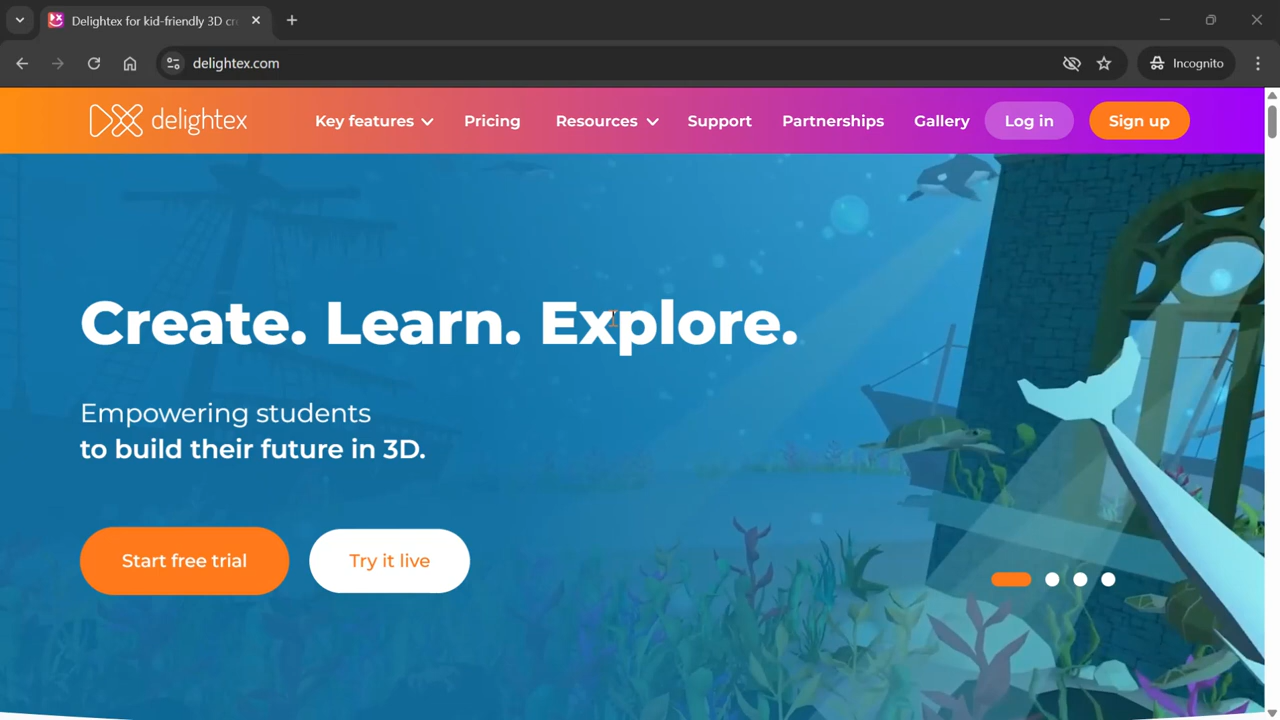 Delightex for kid-friendly 3D cr
delightex.com
Incognito
delightex
Key features
Pricing
Resources
Support
Partnerships
Gallery
Log in
Sign up
Create. Learn. Explore.
Empowering students
to build their future in 3D.
Start free trial
Try it live